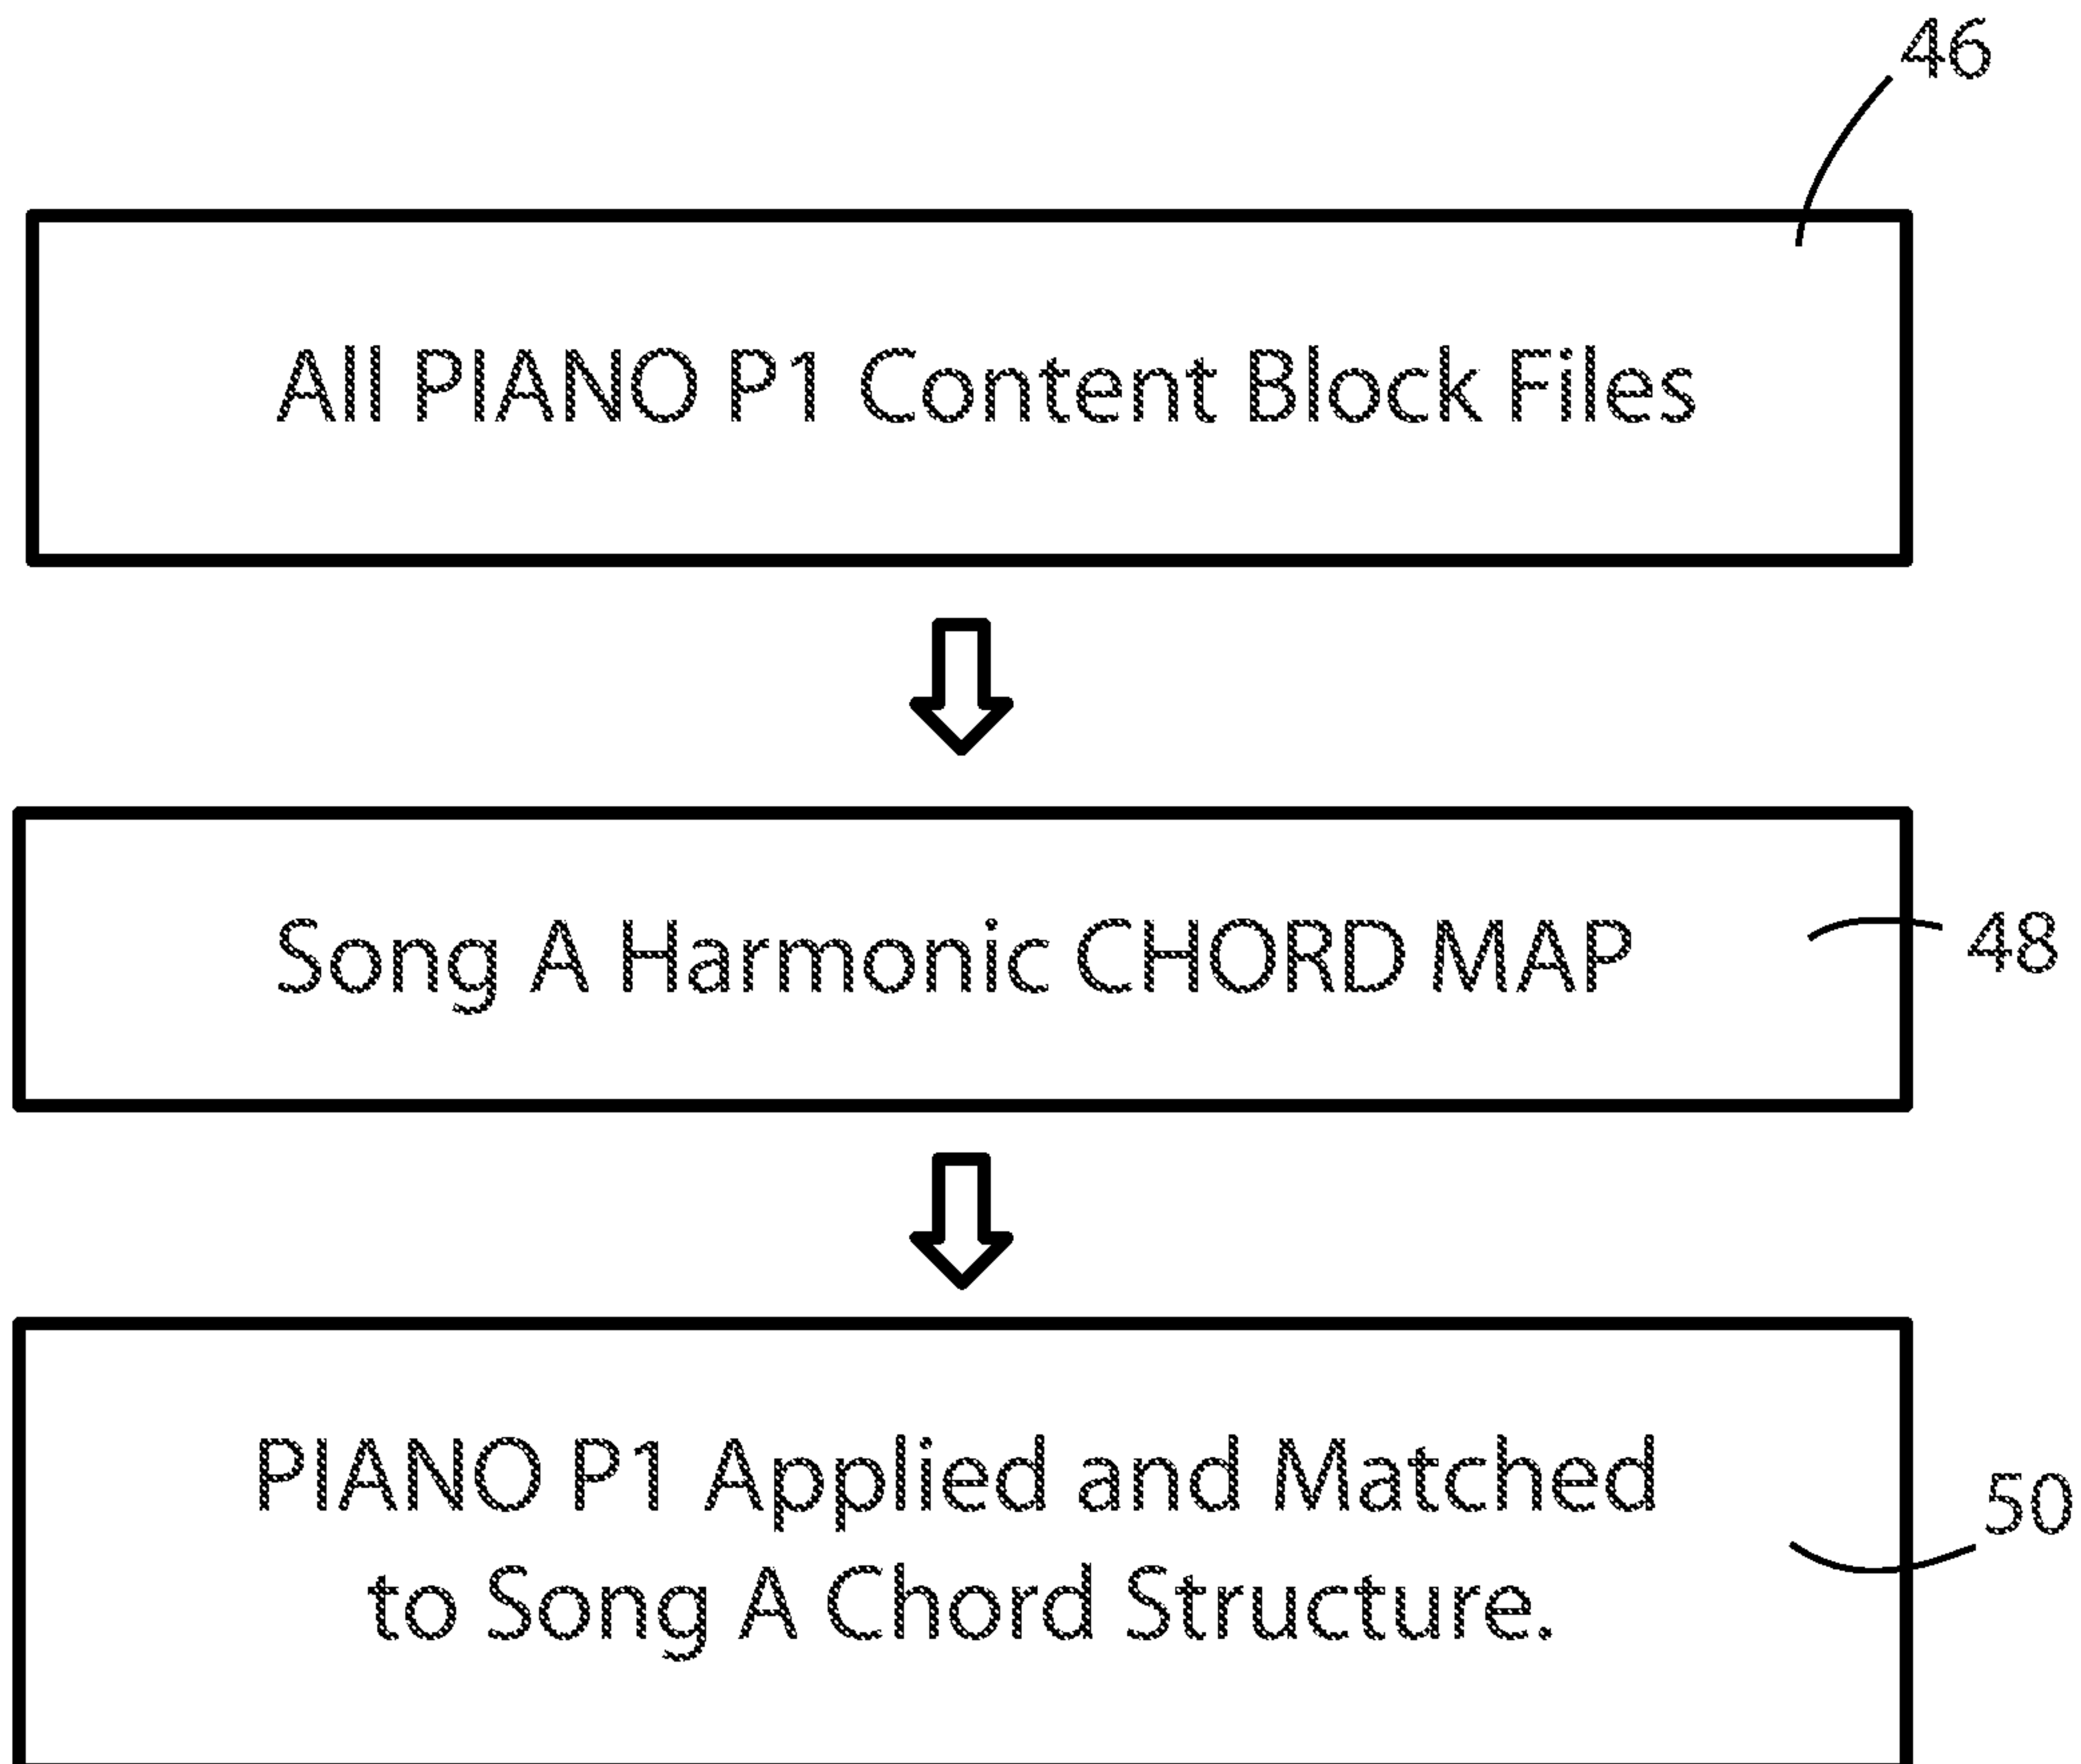 46
All PIANO P1 Content Block Files
Song A Harmonic CHORD MAP
48
PIANO P1 Applied and Matched
to Song A Chord Structure.
50